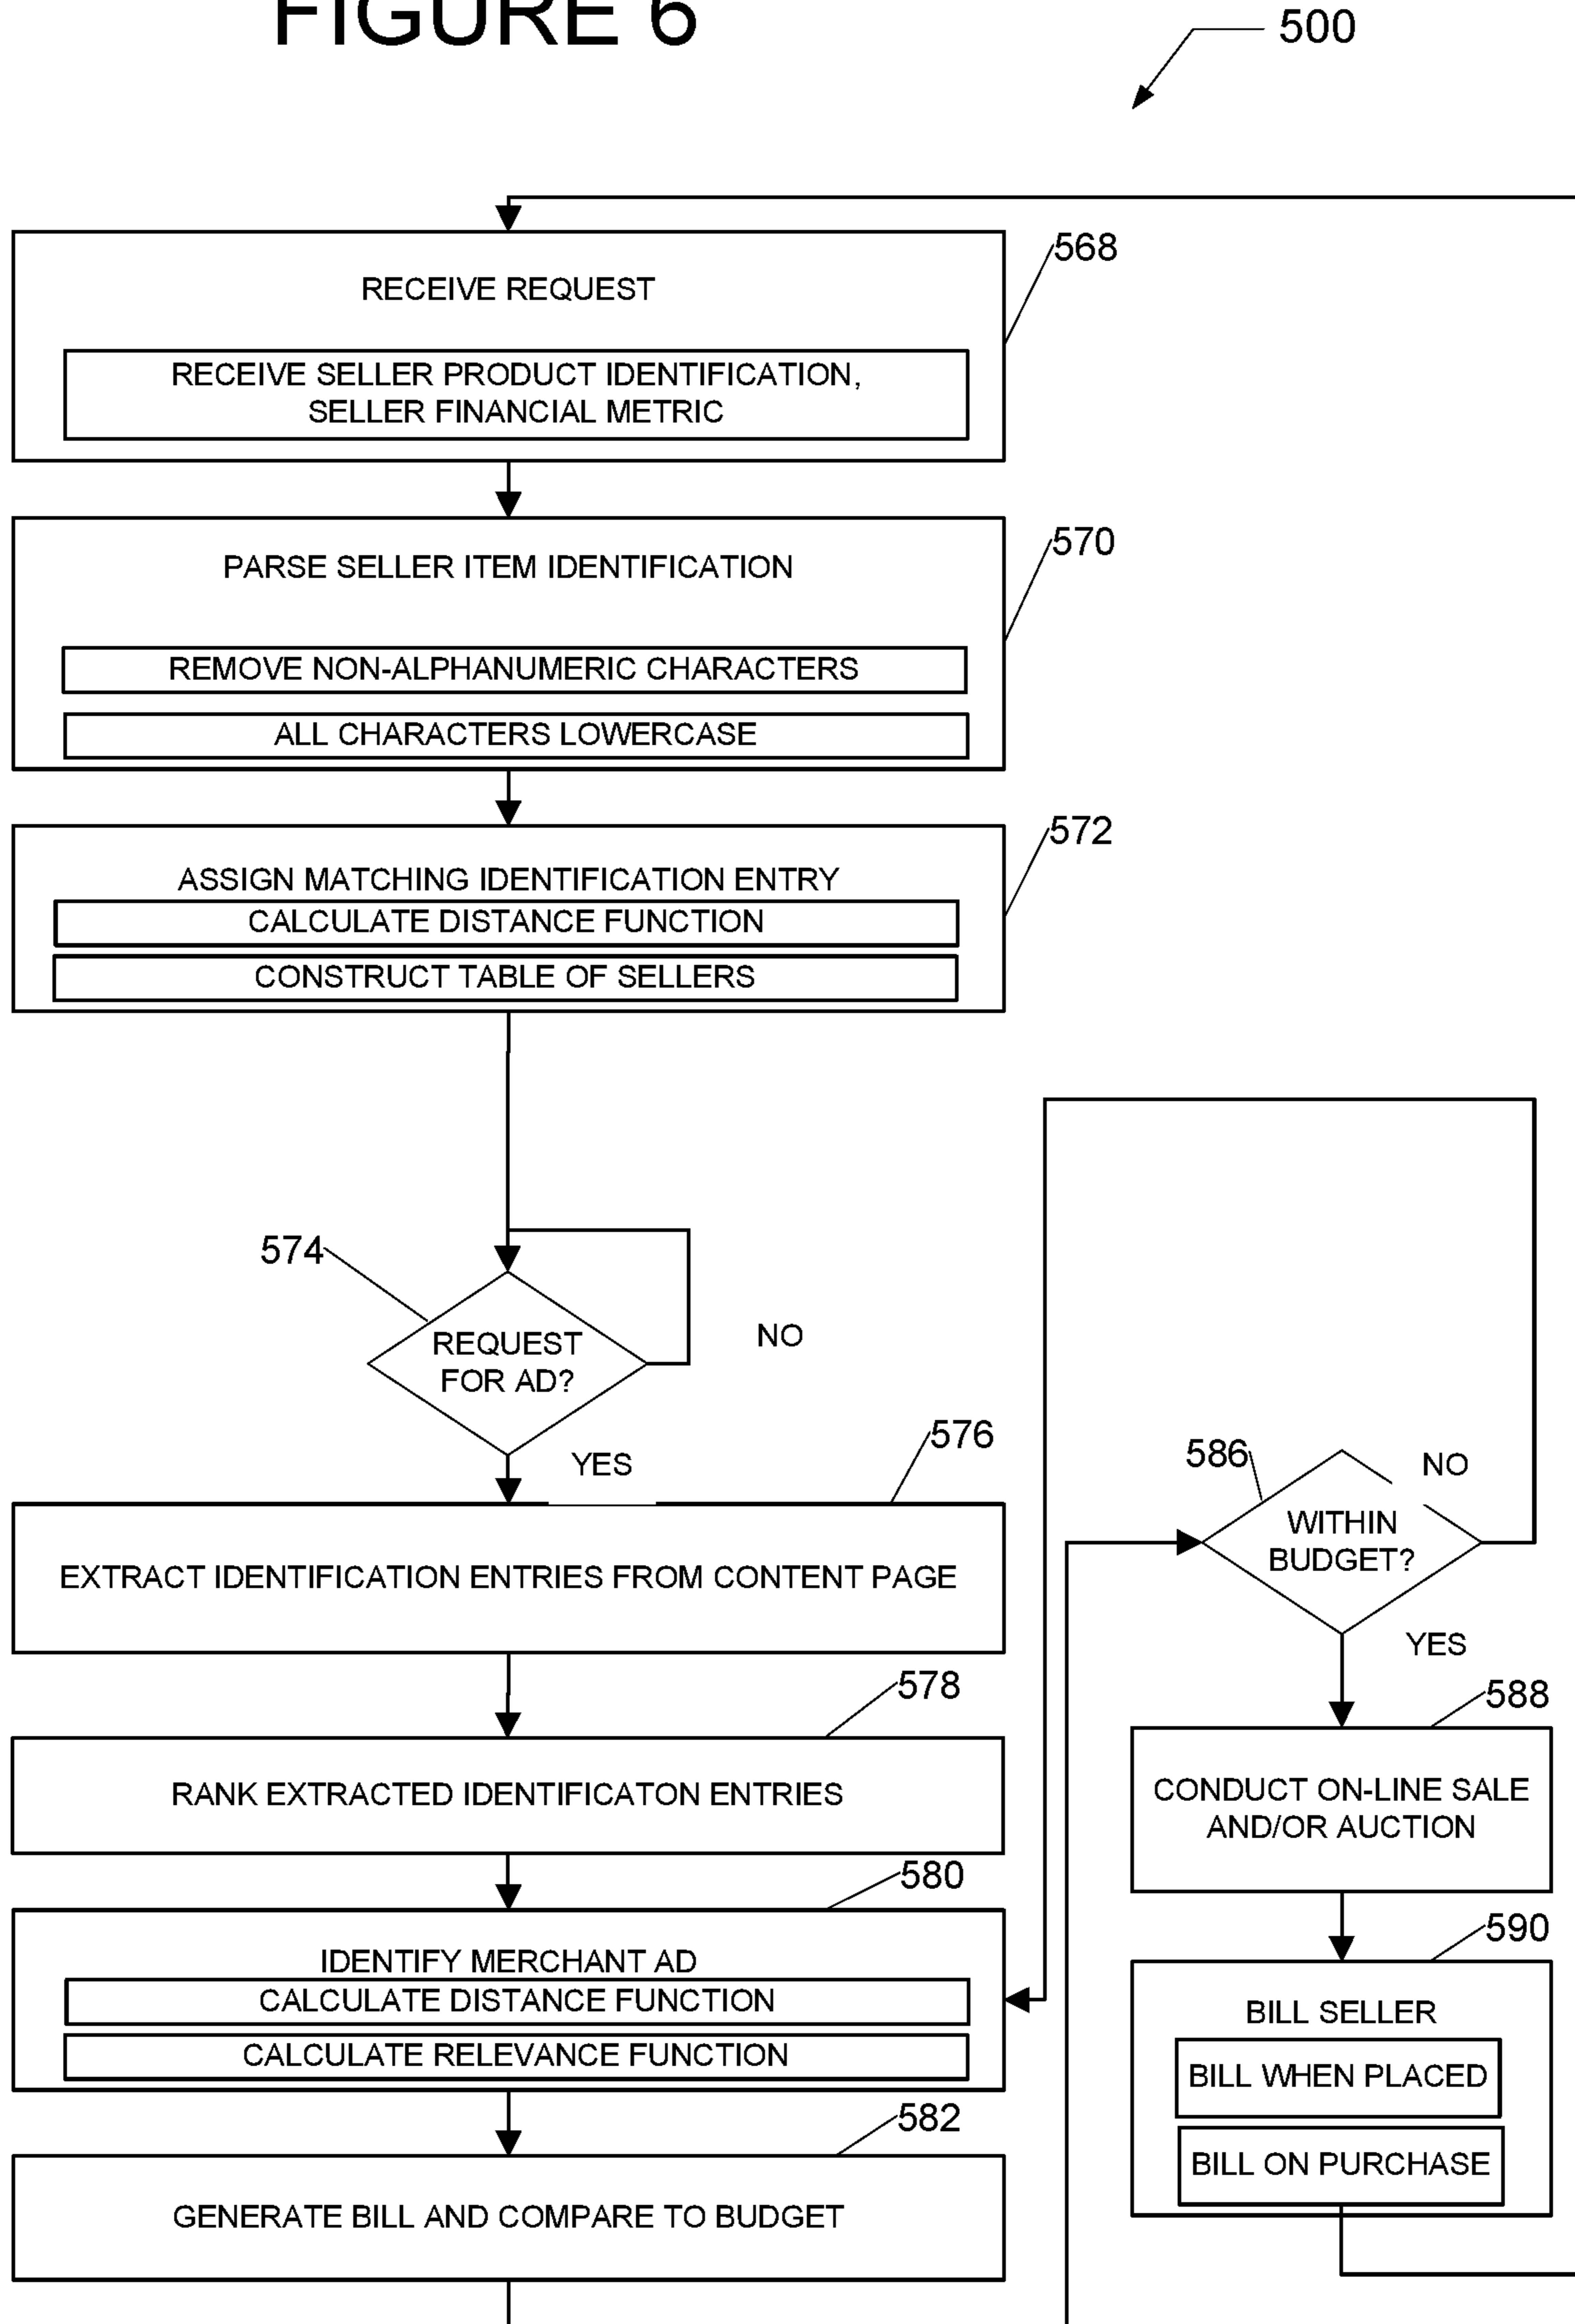 FIGURE 6
500
568
RECEIVE REQUEST
RECEIVE SELLER PRODUCT IDENTIFICATION,
SELLER FINANCIAL METRIC
570
PARSE SELLER ITEM IDENTIFICATION
REMOVE NON-ALPHANUMERIC CHARACTERS
ALL CHARACTERS LOWERCASE
572
ASSIGN MATCHING IDENTIFICATION ENTRY
CALCULATE DISTANCE FUNCTION
CONSTRUCT TABLE OF SELLERS
574
REQUEST
FOR AD?
NO
YES
576
EXTRACT IDENTIFICATION ENTRIES FROM CONTENT PAGE
578
RANK EXTRACTED IDENTIFICATON ENTRIES
580
IDENTIFY MERCHANT AD
CALCULATE DISTANCE FUNCTION
CALCULATE RELEVANCE FUNCTION
582
GENERATE BILL AND COMPARE TO BUDGET
586
NO
WITHIN
BUDGET?
YES
588
CONDUCT ON-LINE SALE
AND/OR AUCTION
590
BILL SELLER
BILL WHEN PLACED
BILL ON PURCHASE